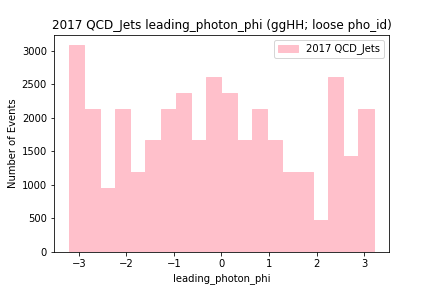 2017 QCD_Jets leading_photon_phi (ggHH; loose pho_id)
2017 QCD_Jets
Number of Events
3000
2500
2000
1500
1000
500
0
−3 −2 −1 0 1 2 3
leading_photon_phi